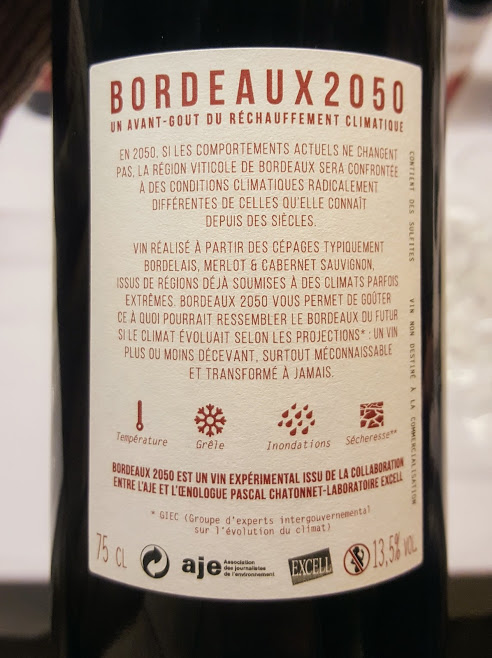 BORDEAUX2050
UN AVANT-GOUT DU RÉCHAUFFEMENT CLIMATIQUE
EN 2050, SI LES COMPORTEMENTS ACTUELS NE CHANGENT
PAS, LA RÉGION VITICOLE DE BORDEAUX SERA CONFRONTÉE
À DES CONDITIONS CLIMATIQUES RADICALEMENT
DIFFÉRENTES DE CELLES QU'ELLE CONNAÎT
DEPUIS DES SIÈCLES.
VIN RÉALISÉ À PARTIR DES CÉPAGES TYPIQUEMENT
BORDELAIS, MERLOT & CABERNET SAUVIGNON,
ISSUS DE RÉGIONS DÉJÀ SOUMISES À DES CLIMATS PARFOIS
EXTRÊMES. BORDEAUX 2050 VOUS PERMET DE GOÛTER
CE À QUOI POURRAIT RESSEMBLER LE BORDEAUX DU FUTUR
SI LE CLIMAT ÉVOLUAIT SELON LES PROJECTIONS* : UN VIN
PLUS OU MOINS DÉCEVANT, SURTOUT MÉCONNAISSABLE
ET TRANSFORMÉ À JAMAIS.
CONTIENT DES SULFITES VIN NON DESTINÉ À LA COMMERCIALISATION
Température Grêle Inondations Sécheresse**
BORDEAUX 2050 EST UN VIN EXPÉRIMENTAL ISSU DE LA COLLABORATION
ENTRE L'AJE ET L'ŒNOLOGUE PASCAL CHATONNET-LABORATOIRE EXCELL
* GIEC (Groupe d'experts intergouvernemental
sur l'évolution du climat)
75 CL aje Association des journalistes de l'environnement EXCELL 13,5% VOL.